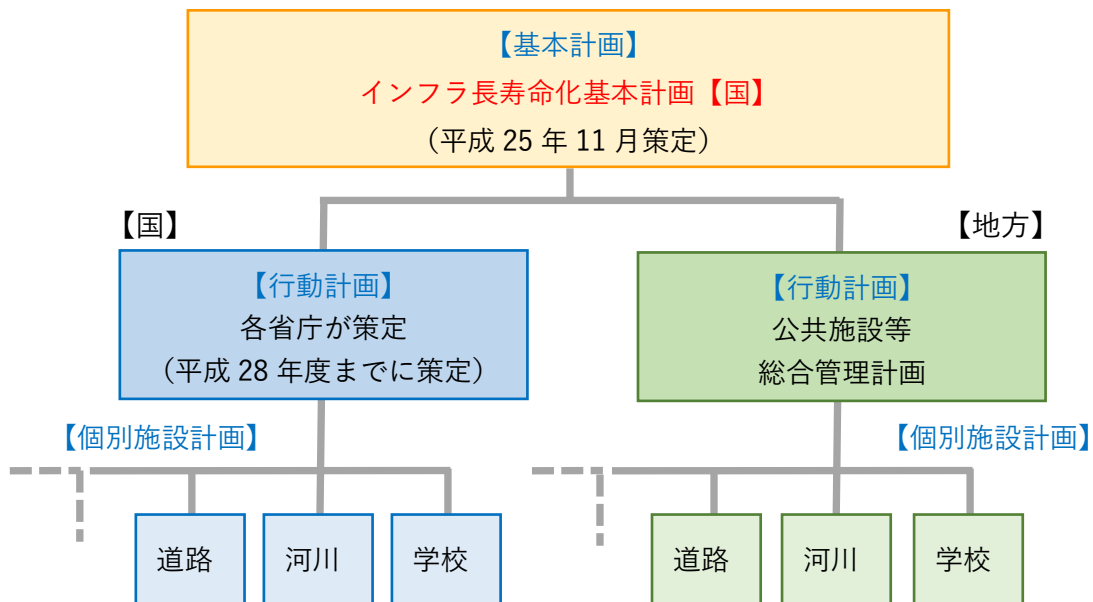 【基本計画】
インフラ長寿命化基本計画【国】
（平成 25 年 11 月策定）
【国】
【地方】
【行動計画】
各省庁が策定
（平成 28 年度までに策定）
【行動計画】
公共施設等
総合管理計画
【個別施設計画】
【個別施設計画】
道路
河川
学校
道路
河川
学校